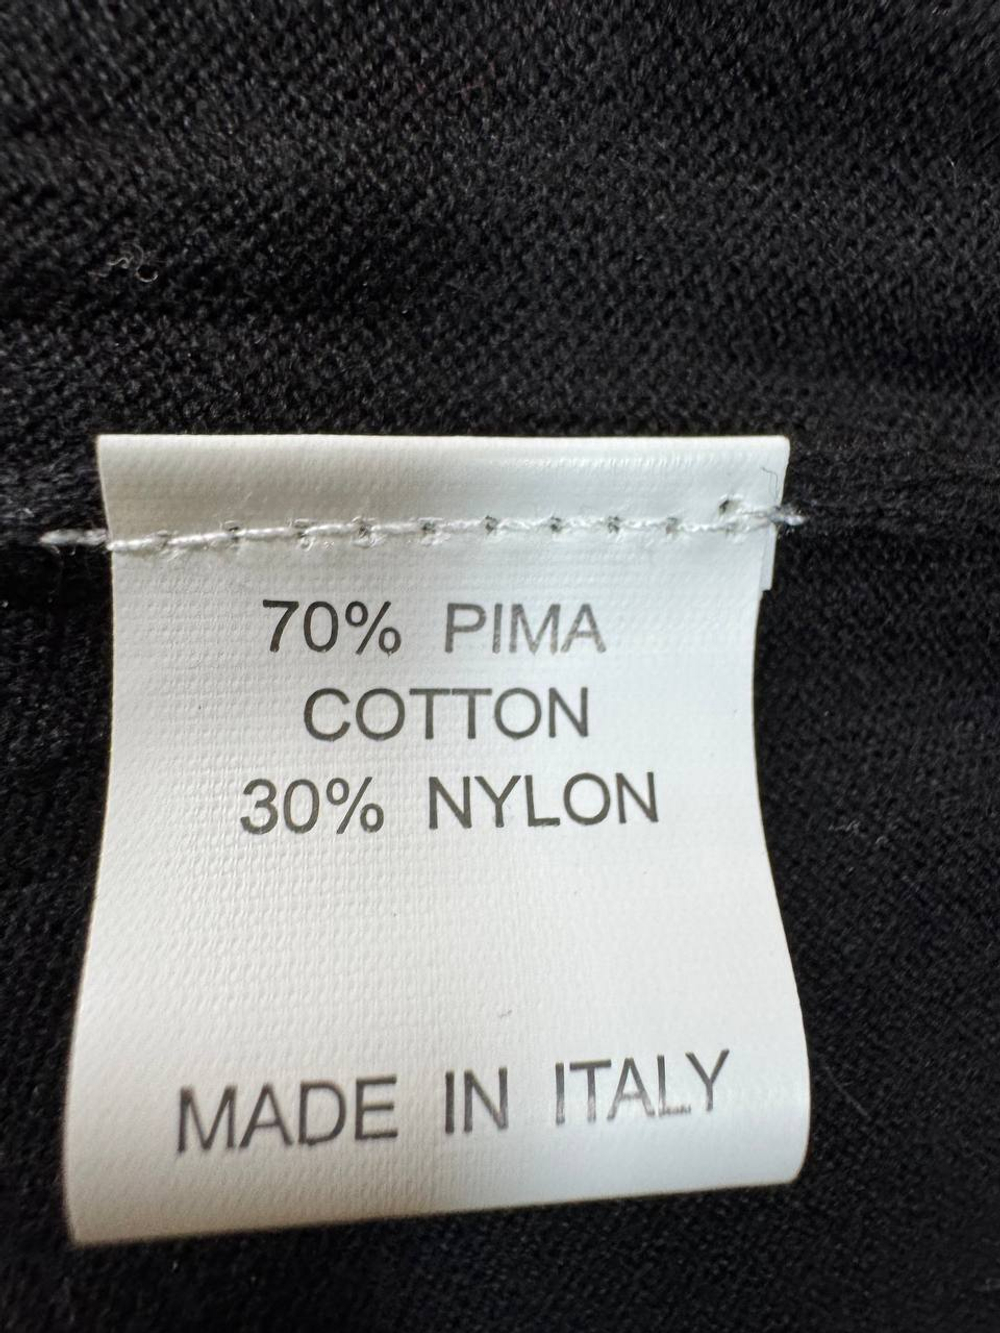 70% PIMA
COTTON
30% NYLON
MADE IN ITALY